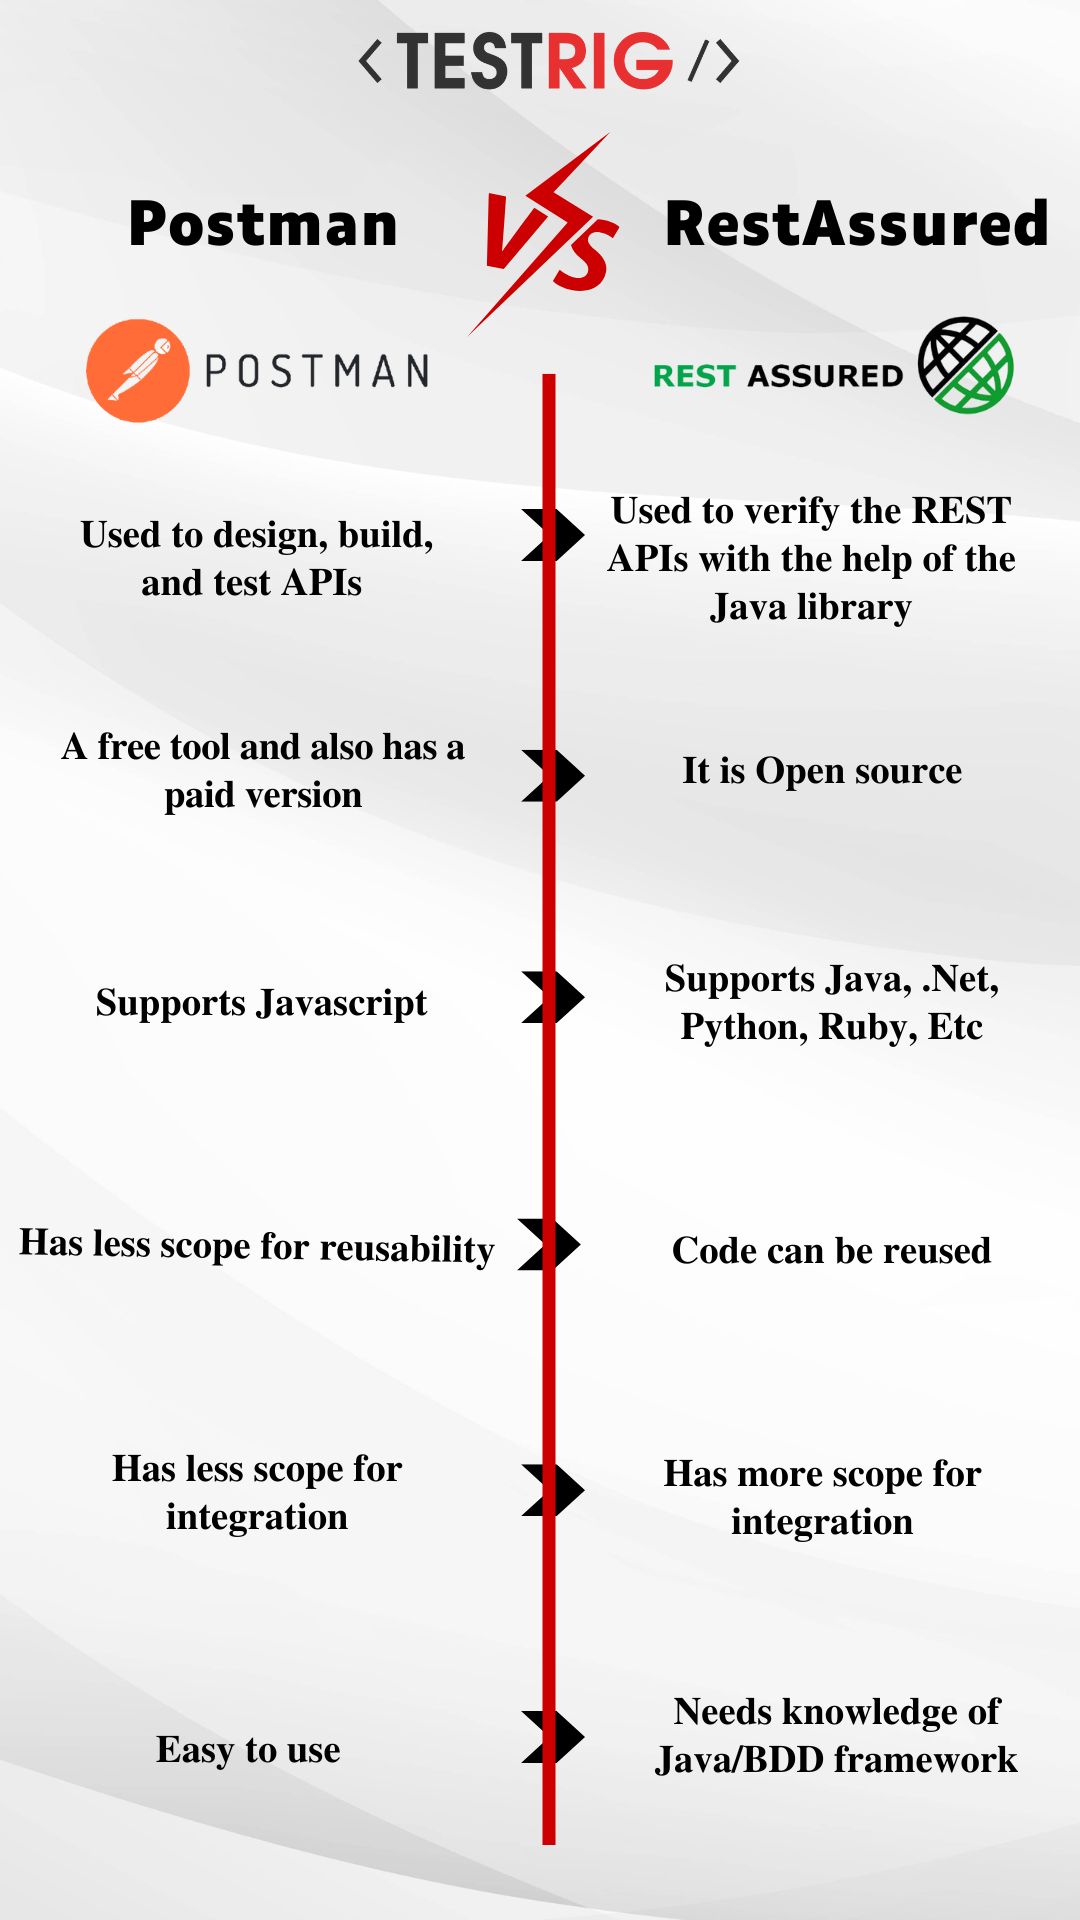 <TESTRIG/>
Postman
VS
RestAssured
POSTMAN
REST ASSURED
Used to design, build,
and test APIs
Used to verify the REST
APIs with the help of the
Java library
A free tool and also has a
paid version
It is Open source
Supports Javascript
Supports Java, .Net,
Python, Ruby, Etc
Has less scope for reusability
Code can be reused
Has less scope for
integration
Has more scope for
integration
Easy to use
Needs knowledge of
Java/BDD framework